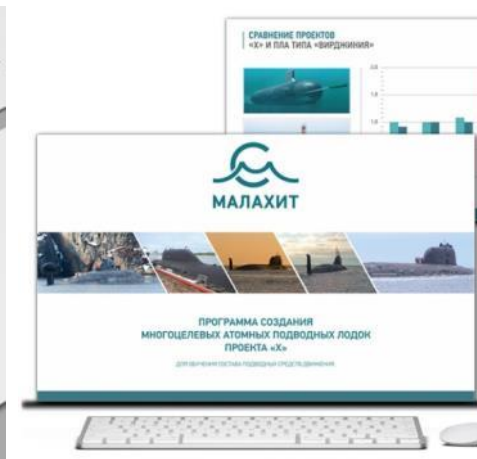 СРАВНЕНИЕ ПРОЕКТОВ
«X» И ПЛА ТИПА «ВИРДЖИНИЯ»
МАЛАХИТ
ПРОГРАММА СОЗДАНИЯ
МНОГОЦЕЛЕВЫХ АТОМНЫХ ПОДВОДНЫХ ЛОДОК
ПРОЕКТА «X»